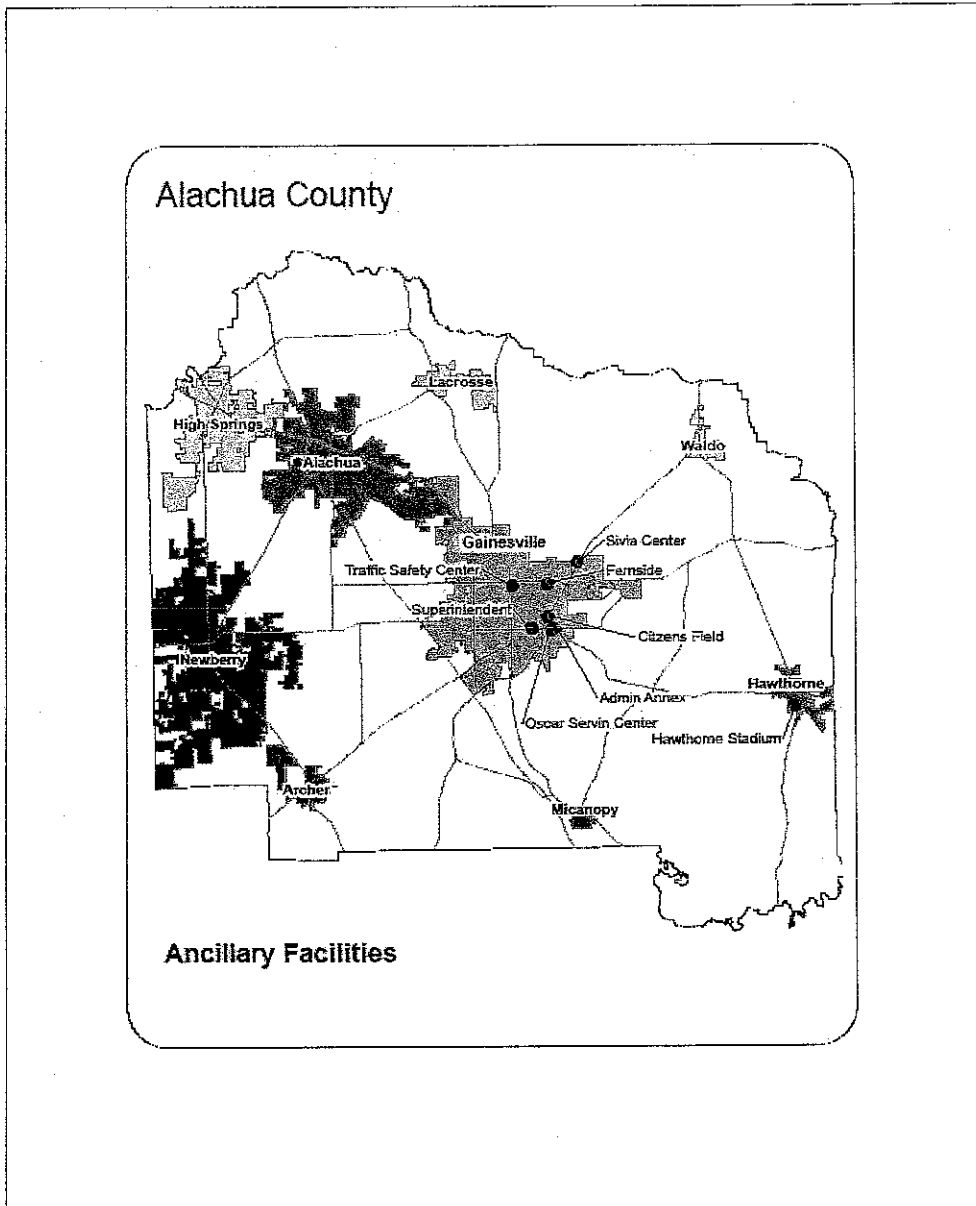 Alachua County
Lacrosse
High Springs
Waldo
Alachua
Gainesville
Sivia Center
Traffic Safety Center
Fernside
Superintendent
Citizens Field
Newberry
Hawthorne
Admin Annex
Oscar Servin Center
Hawthorne Stadium
Archer
Micanopy
Ancillary Facilities